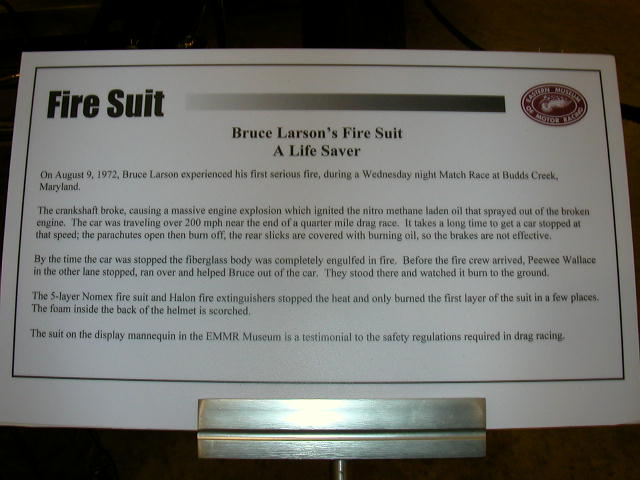 Fire Suit
EASTERN MUSEUM
OF MOTOR RACING
Bruce Larson's Fire Suit
A Life Saver
On August 9, 1972, Bruce Larson experienced his first serious fire, during a Wednesday night Match Race at Budds Creek,
Maryland.
The crankshaft broke, causing a massive engine explosion which ignited the nitro methane laden oil that sprayed out of the broken
engine. The car was traveling over 200 mph near the end of a quarter mile drag race. It takes a long time to get a car stopped at
that speed; the parachutes open then burn off, the rear slicks are covered with burning oil, so the brakes are not effective.
By the time the car was stopped the fiberglass body was completely engulfed in fire. Before the fire crew arrived, Peewee Wallace
in the other lane stopped, ran over and helped Bruce out of the car. They stood there and watched it burn to the ground.
The 5-layer Nomex fire suit and Halon fire extinguishers stopped the heat and only burned the first layer of the suit in a few places.
The foam inside the back of the helmet is scorched.
The suit on the display mannequin in the EMMR Museum is a testimonial to the safety regulations required in drag racing.